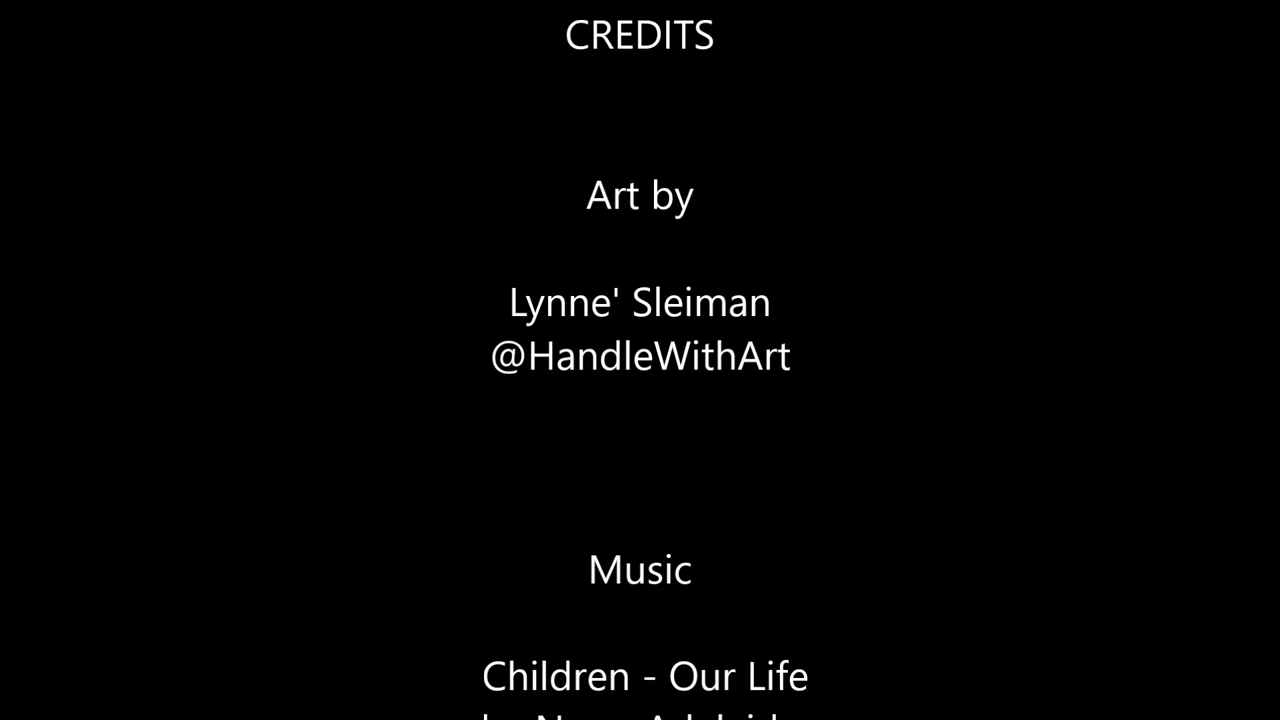 CREDITS
Art by
Lynne' Sleiman
@HandleWithArt
Music
Children - Our Life